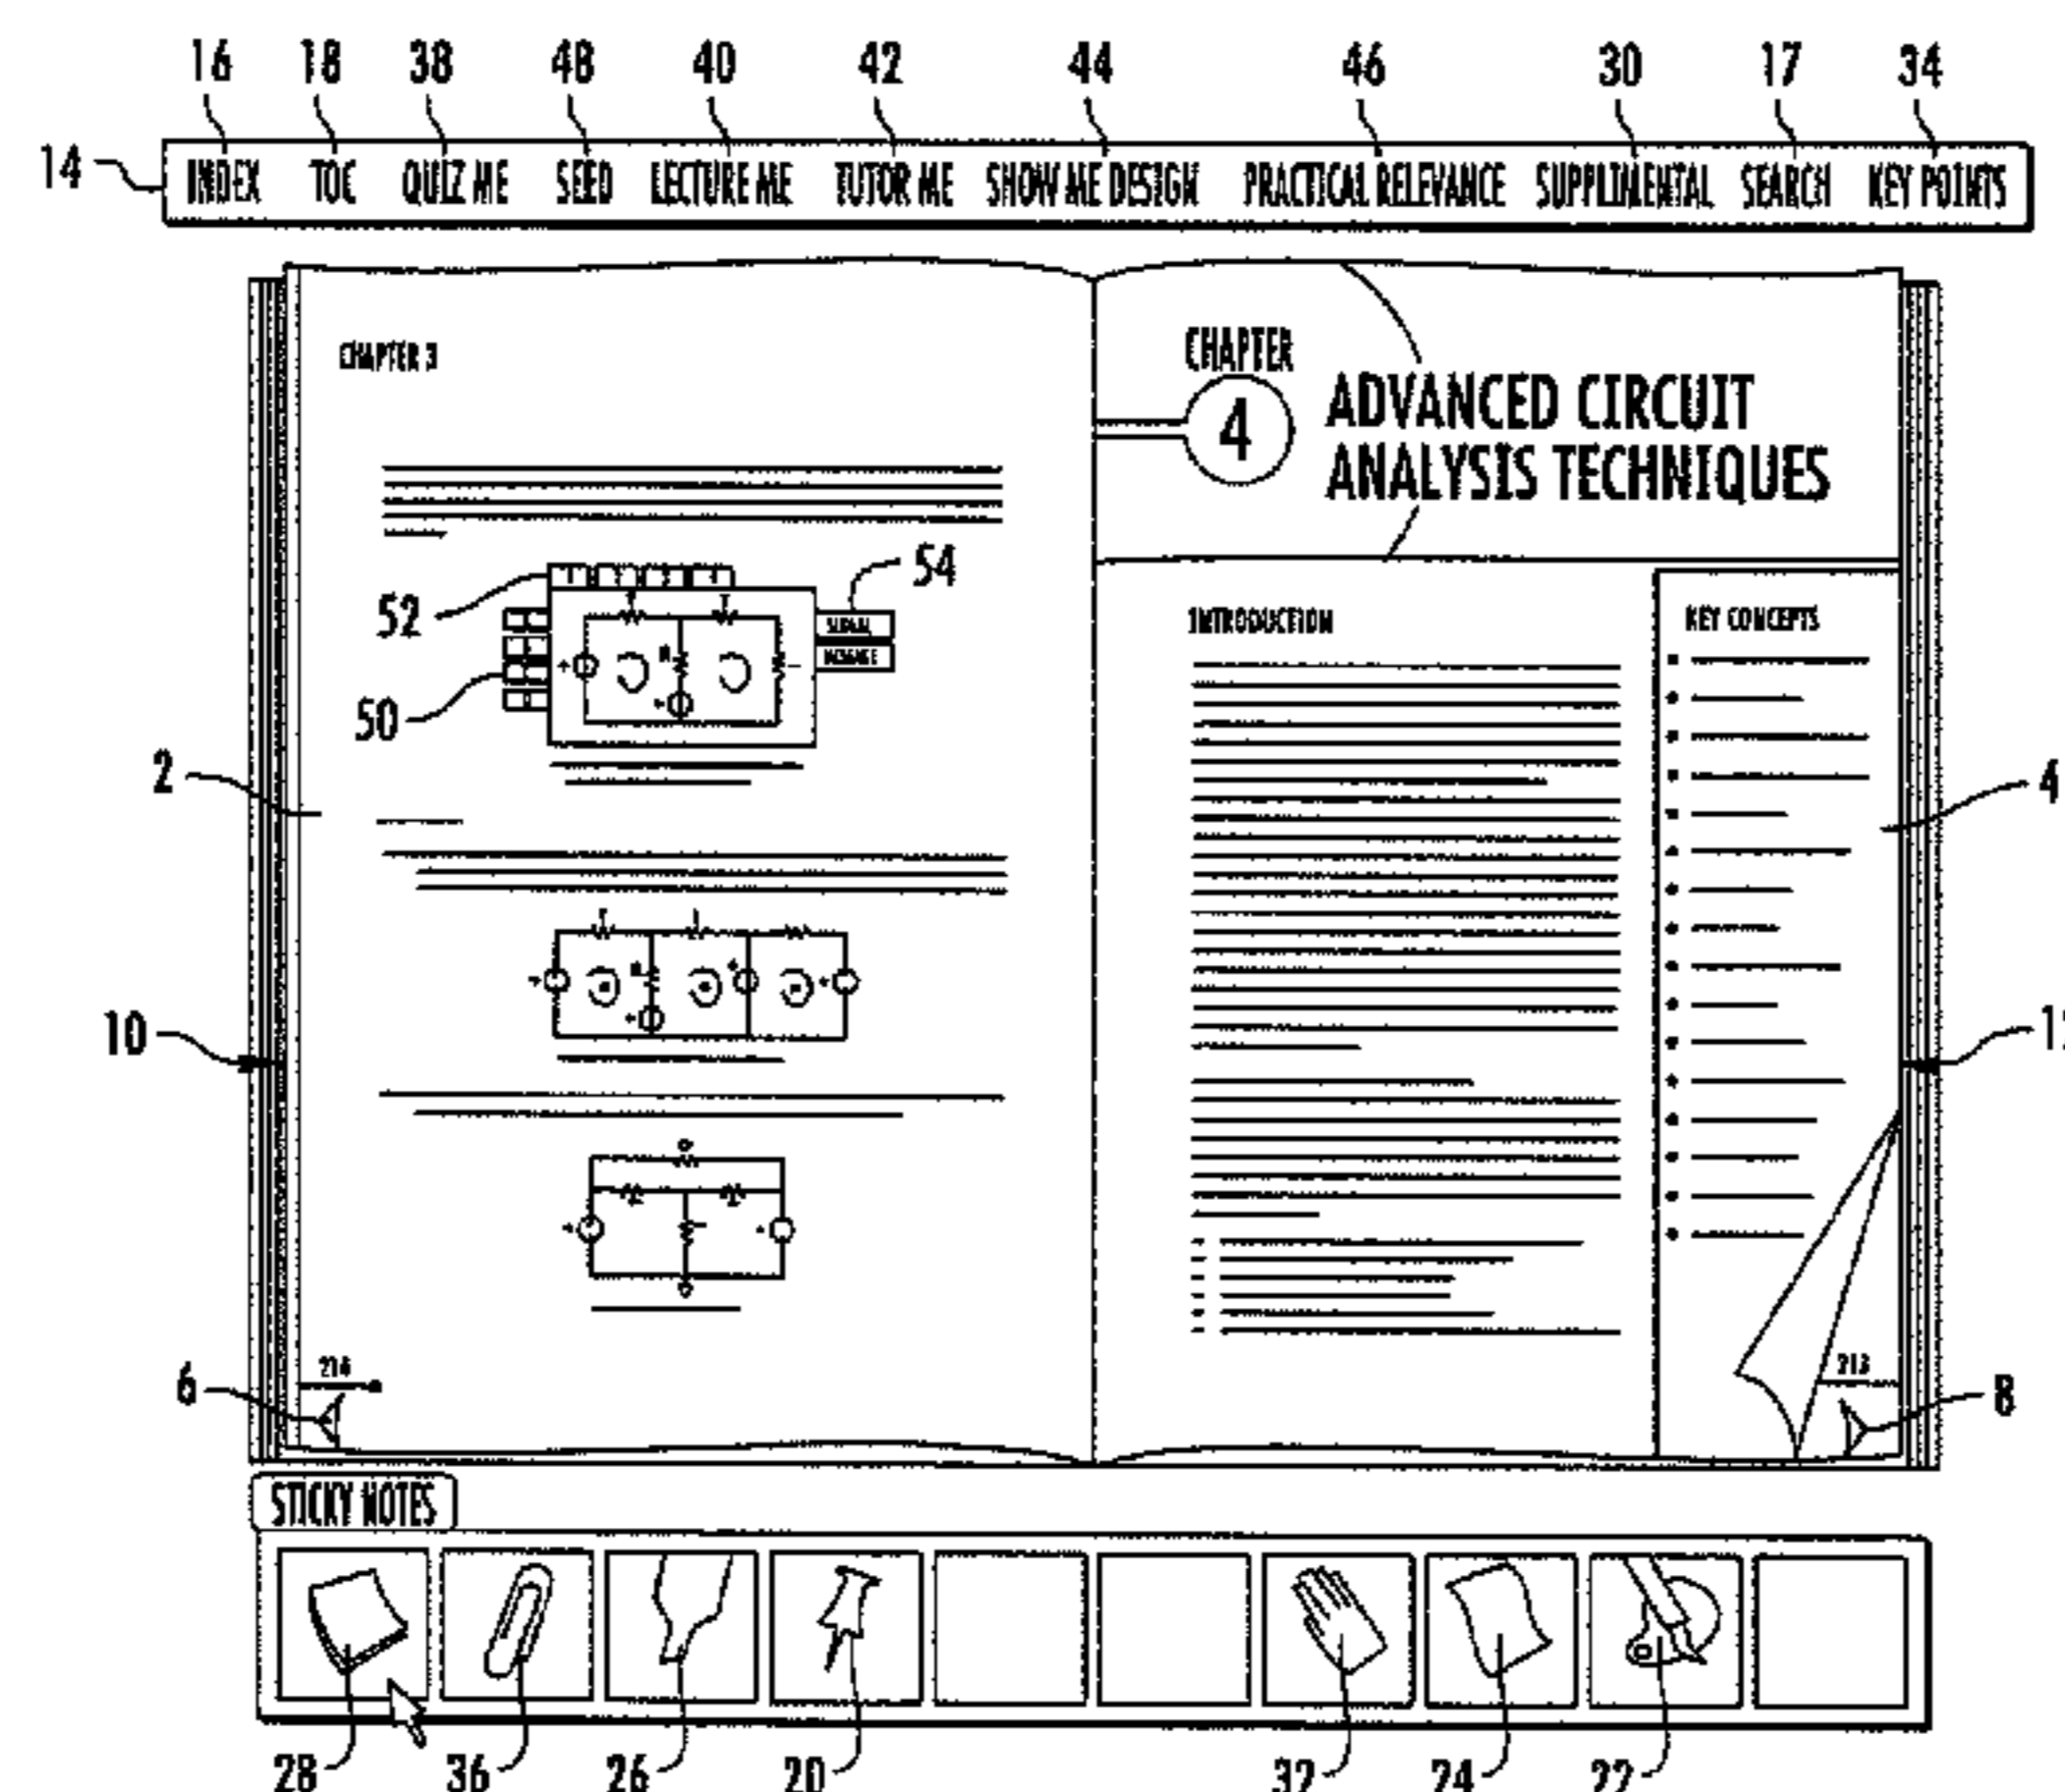 16 18 38 48 40 42 44 46 30 17 34
14
INDEX TOC QUIZ ME SEED LECTURE ME TUTOR ME SHOW ME DESIGN PRACTICAL RELEVANCE SUPPLIMENTAL SEARCH KEY POINTS
CHAPTER 3
52
54
MESSAGE
50
2
10
214
6
CHAPTER
4
ADVANCED CIRCUIT
ANALYSIS TECHNIQUES
INTRODUCTION
KEY CONCEPTS
4
213
8
STICKY NOTES
28 36 26 20 32 24 22